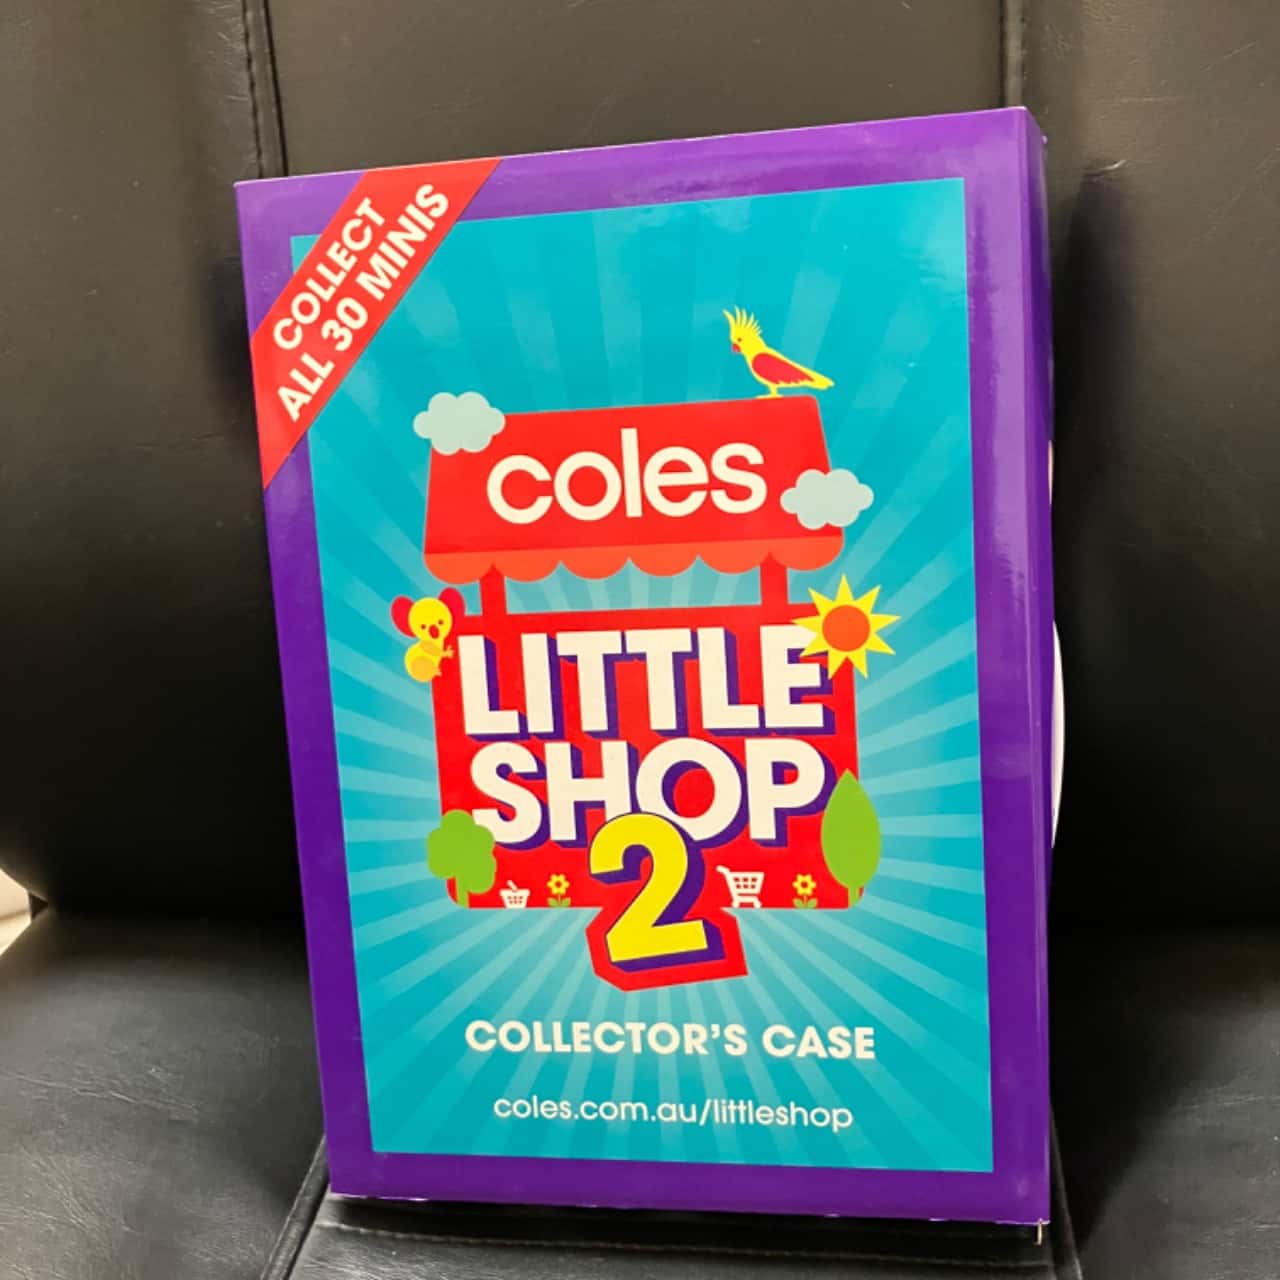 COLLECT
ALL 30 MINIS
coles
LITTLE
SHOP
2
COLLECTOR'S CASE
coles.com.au/littleshop